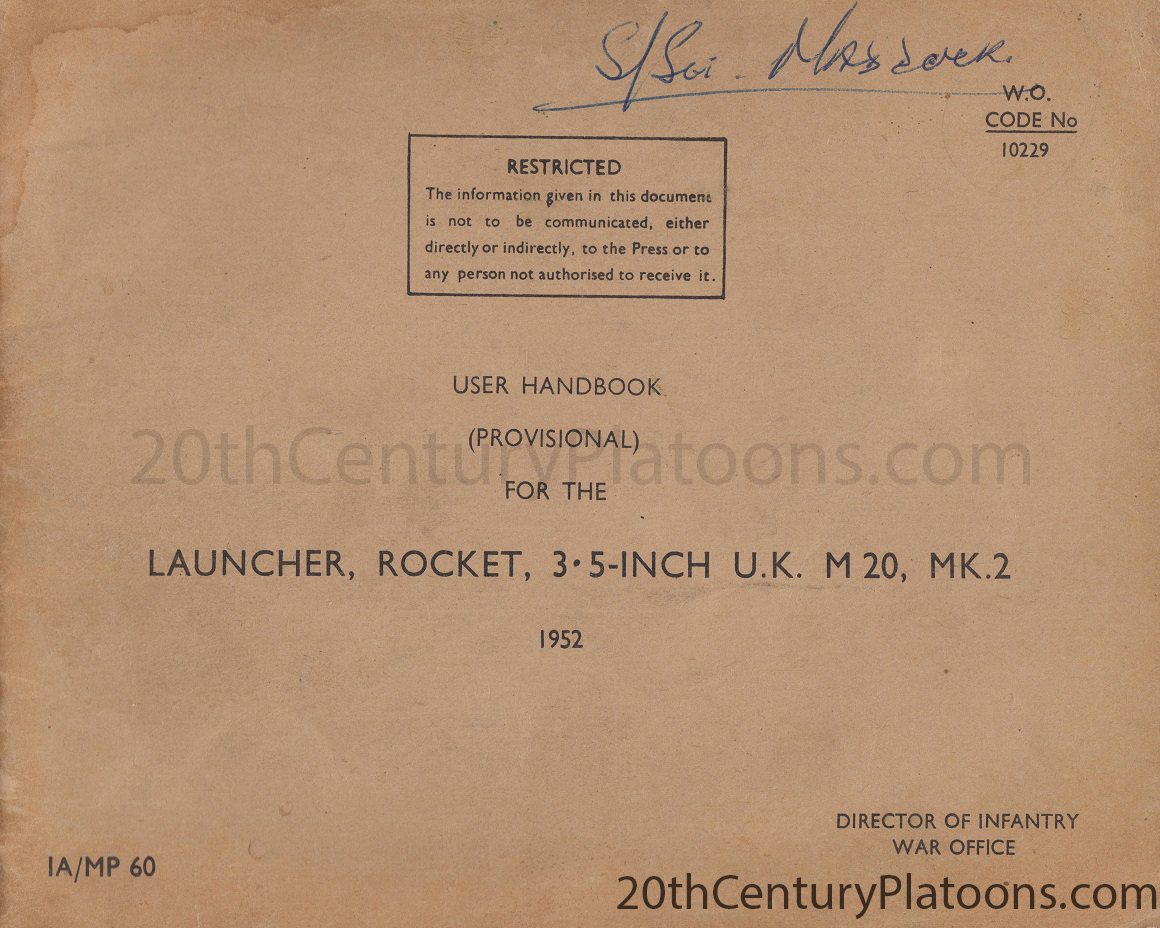 S/Sgt.
W.O.
CODE No
10229
RESTRICTED
The information given in this document
is not to be communicated, either
directly or indirectly, to the Press or to
any person not authorised to receive it.
USER HANDBOOK
(PROVISIONAL)
20thCenturyPlatoons.com
FOR THE
LAUNCHER, ROCKET, 3·5-INCH U.K. M 20, MK.2
1952
DIRECTOR OF INFANTRY
WAR OFFICE
IA/MP 60
20thCenturyPlatoons.com